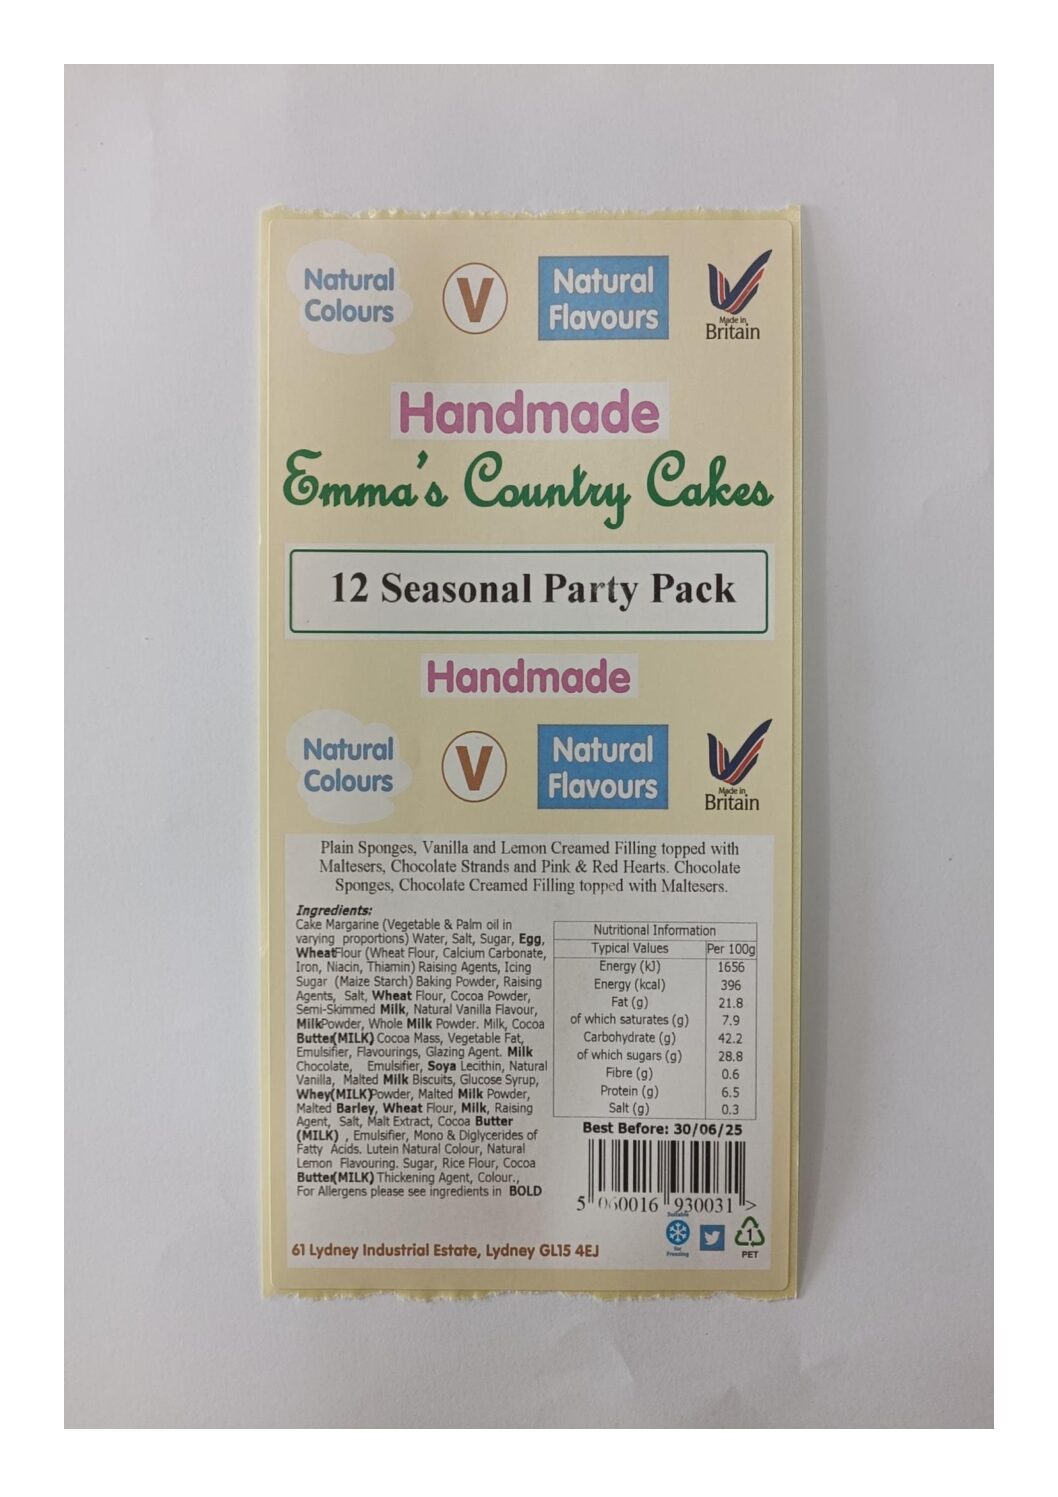 Natural
Colours
V
Natural
Flavours
Made in
Britain
Handmade
Emma's Country Cakes
12 Seasonal Party Pack
Handmade
Natural
Colours
V
Natural
Flavours
Made in
Britain
Plain Sponges, Vanilla and Lemon Creamed Filling topped with
Maltesers, Chocolate Strands and Pink & Red Hearts. Chocolate
Sponges, Chocolate Creamed Filling topped with Maltesers.
Ingredients:
Cake Margarine (Vegetable & Palm oil in
varying proportions) Water, Salt, Sugar, Egg,
WheatFlour (Wheat Flour, Calcium Carbonate,
Iron, Niacin, Thiamin) Raising Agents, Icing
Sugar (Maize Starch) Baking Powder, Raising
Agents, Salt, Wheat Flour, Cocoa Powder,
Semi-Skimmed Milk, Natural Vanilla Flavour,
MilkPowder, Whole Milk Powder. Milk, Cocoa
Butter(MILK) Cocoa Mass, Vegetable Fat,
Emulsifier, Flavourings, Glazing Agent. Milk
Chocolate, Emulsifier, Soya Lecithin, Natural
Vanilla, Malted Milk Biscuits, Glucose Syrup,
Whey(MILK)Powder, Malted Milk Powder,
Malted Barley, Wheat Flour, Milk, Raising
Agent, Salt, Malt Extract, Cocoa Butter
(MILK) , Emulsifier, Mono & Diglycerides of
Fatty Acids. Lutein Natural Colour, Natural
Lemon Flavouring. Sugar, Rice Flour, Cocoa
Butter(MILK) Thickening Agent, Colour.,
For Allergens please see ingredients in BOLD
Nutritional Information
Typical Values Per 100g
Energy (kJ) 1656
Energy (kcal) 396
Fat (g) 21.8
of which saturates (g) 7.9
Carbohydrate (g) 42.2
of which sugars (g) 28.8
Fibre (g) 0.6
Protein (g) 6.5
Salt (g) 0.3
Best Before: 30/06/25
5 060016 930031 >
Suitable
for
Freezing
1
PET
61 Lydney Industrial Estate, Lydney GL15 4EJ